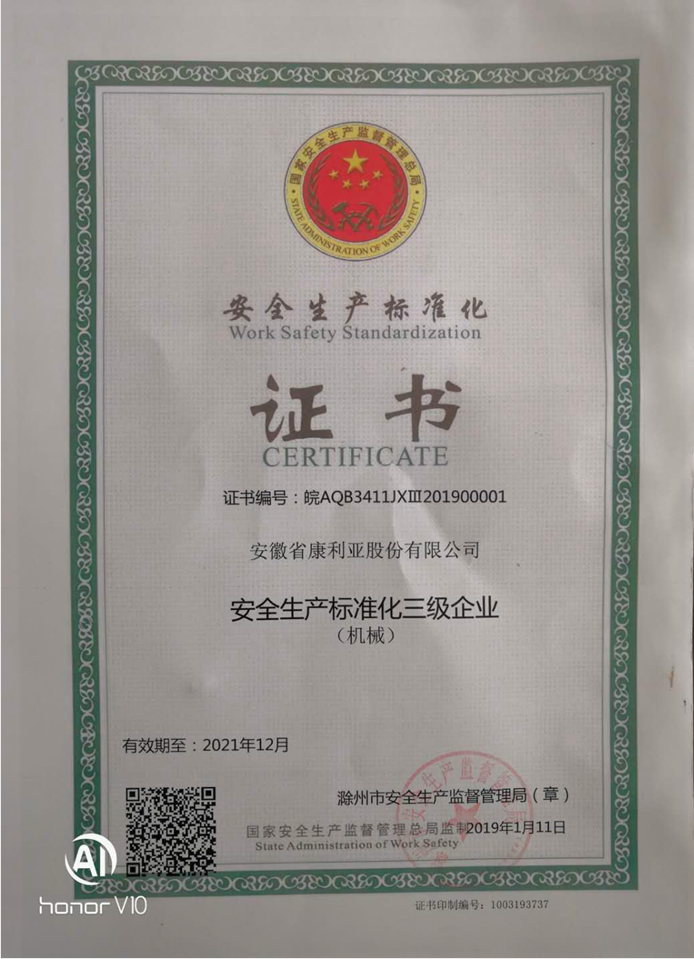 国家安全生产监督管理总局
STATE ADMINISTRATION OF WORK SAFETY
安全生产标准化
Work Safety Standardization
证书
CERTIFICATE
证书编号：皖AQB3411JXⅢ201900001
安徽省康利亚股份有限公司
安全生产标准化三级企业
（机械）
有效期至：2021年12月
滁州市安全生产监督管理局（章）
国家安全生产监督管理总局监制2019年1月11日
State Administration of Work Safety
证书印制编号：1003193737
AI
honor V10